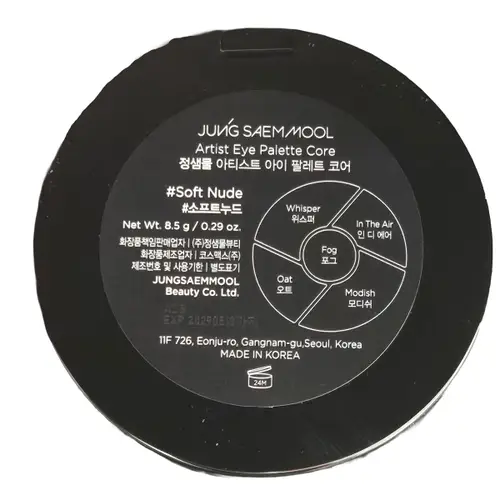 JUNG SAEMMOOL
Artist Eye Palette Core
정샘물 아티스트 아이 팔레트 코어
#Soft Nude
#소프트누드
Net Wt. 8.5 g / 0.29 oz.
화장품책임판매업자 | (주)정샘물뷰티
화장품제조업자 | 코스맥스(주)
제조번호 및 사용기한 | 별도표기
JUNGSAEMMOOL
Beauty Co. Ltd.
Whisper
위스퍼
In The Air
인 디 에어
Fog
포그
Oat
오트
Modish
모디쉬
EXP
11F 726, Eonju-ro, Gangnam-gu,Seoul, Korea
MADE IN KOREA
24M